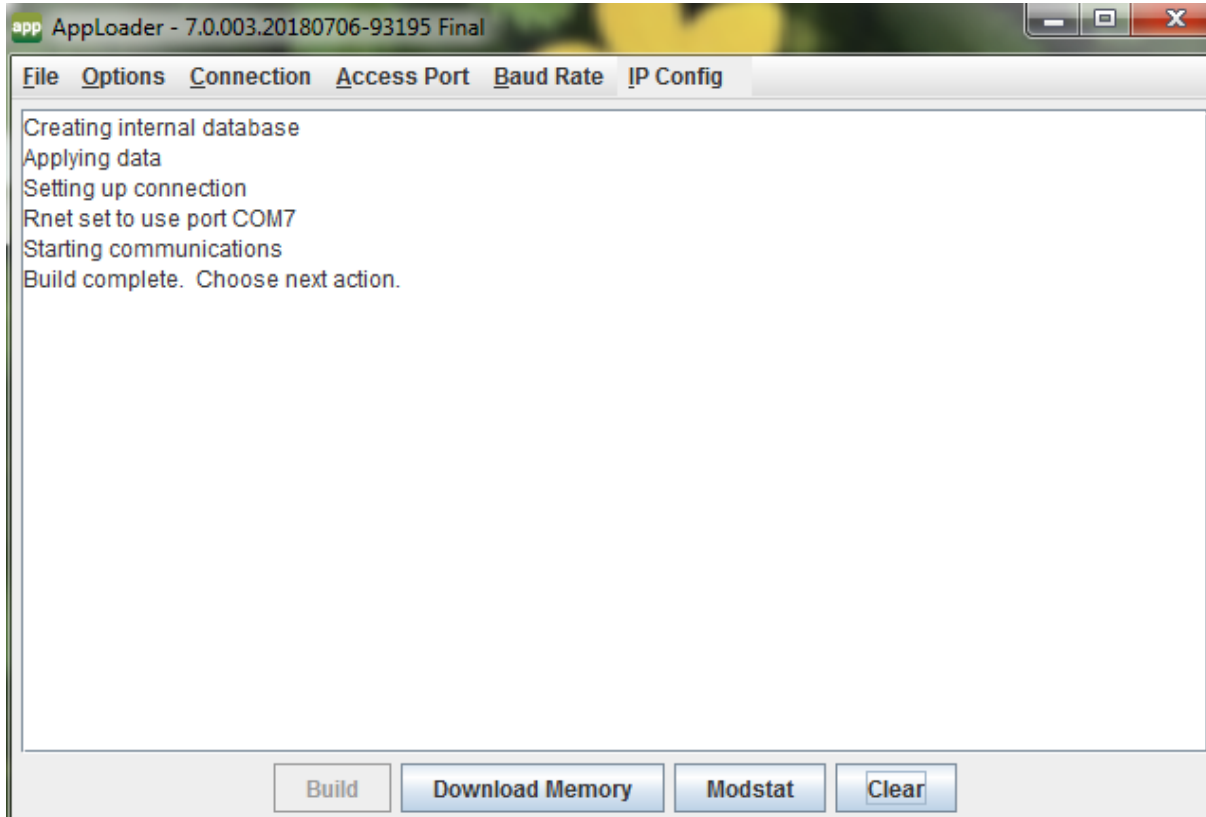 app AppLoader - 7.0.003.20180706-93195 Final
File Options Connection Access Port Baud Rate IP Config
Creating internal database
Applying data
Setting up connection
Rnet set to use port COM7
Starting communications
Build complete.  Choose next action.
Build Download Memory Modstat Clear